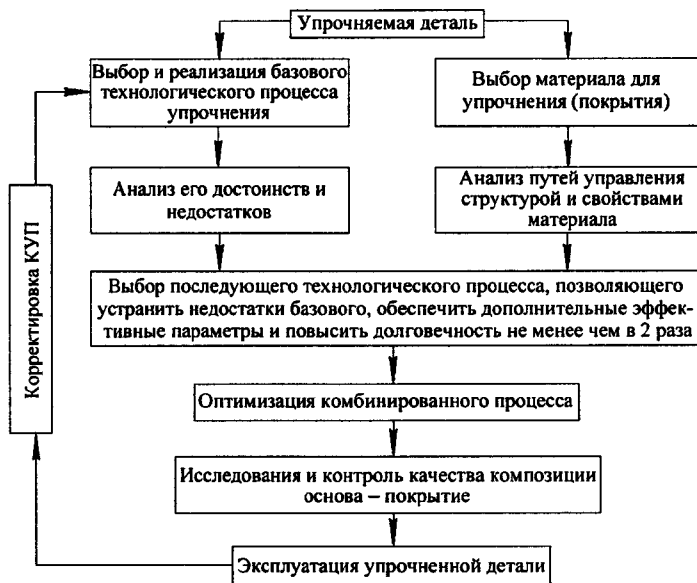 Упрочняемая деталь
Выбор и реализация базового
технологического процесса
упрочнения
Выбор материала для
упрочнения (покрытия)
Анализ его достоинств и
недостатков
Анализ путей управления
структурой и свойствами
материала
Корректировка КУП
Выбор последующего технологического процесса, позволяющего
устранить недостатки базового, обеспечить дополнительные эффек-
тивные параметры и повысить долговечность не менее чем в 2 раза
Оптимизация комбинированного процесса
Исследования и контроль качества композиции
основа – покрытие
Эксплуатация упрочненной детали